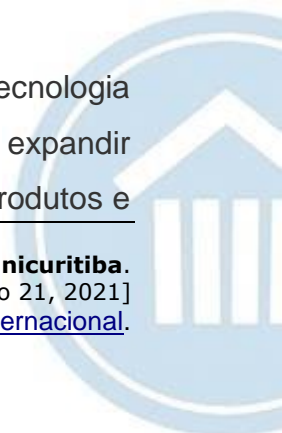 ecnologia
expandir
rodutos e
nicuritiba.
o 21, 2021]
ernacional.